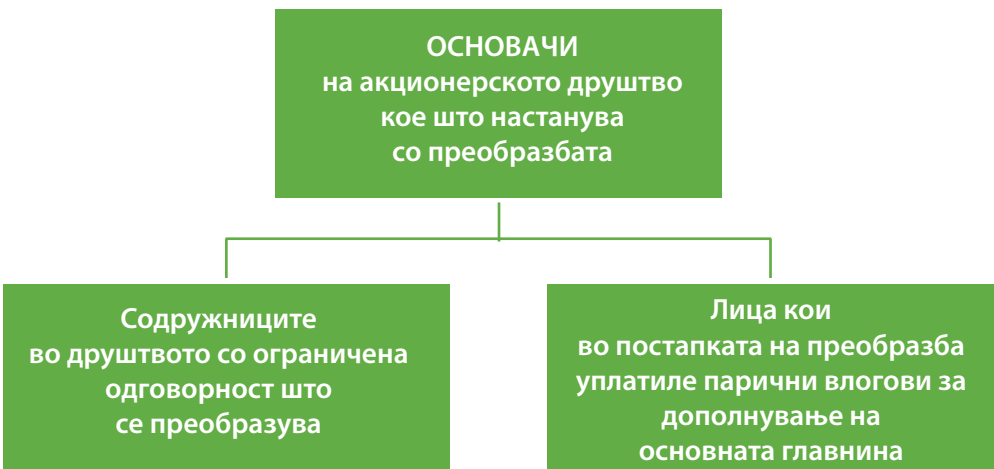 ОСНОВАЧИ
на акционерското друштво
кое што настанува
со преобразбата
Содружниците
во друштвото со ограничена
одговорност што
се преобразува
Лица кои
во постапката на преобразба
уплатиле парични влогови за
дополнување на
основната главнина